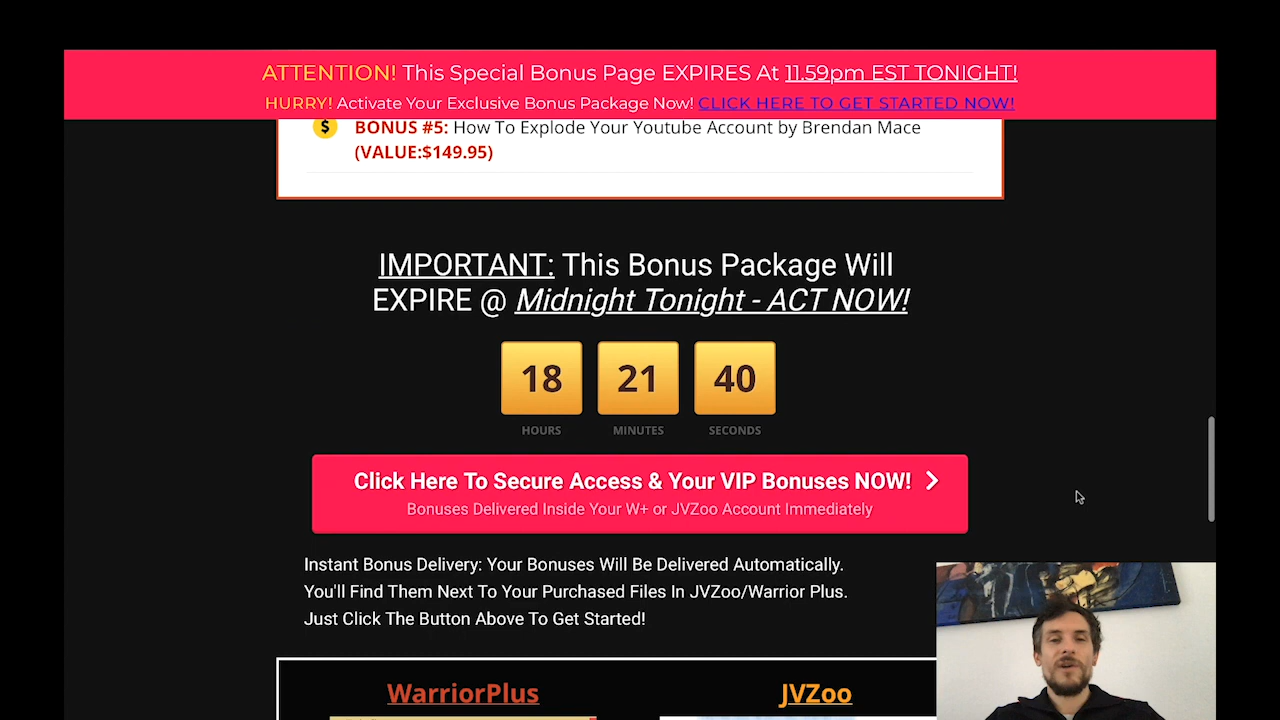 ATTENTION! This Special Bonus Page EXPIRES At 11.59pm EST TONIGHT!
HURRY! Activate Your Exclusive Bonus Package Now! CLICK HERE TO GET STARTED NOW!
$ BONUS #5: How To Explode Your Youtube Account by Brendan Mace
(VALUE:$149.95)
IMPORTANT: This Bonus Package Will
EXPIRE @ Midnight Tonight - ACT NOW!
18 21 40
HOURS MINUTES SECONDS
Click Here To Secure Access & Your VIP Bonuses NOW!
Bonuses Delivered Inside Your W+ or JVZoo Account Immediately
Instant Bonus Delivery: Your Bonuses Will Be Delivered Automatically.
You'll Find Them Next To Your Purchased Files In JVZoo/Warrior Plus.
Just Click The Button Above To Get Started!
WarriorPlus JVZoo